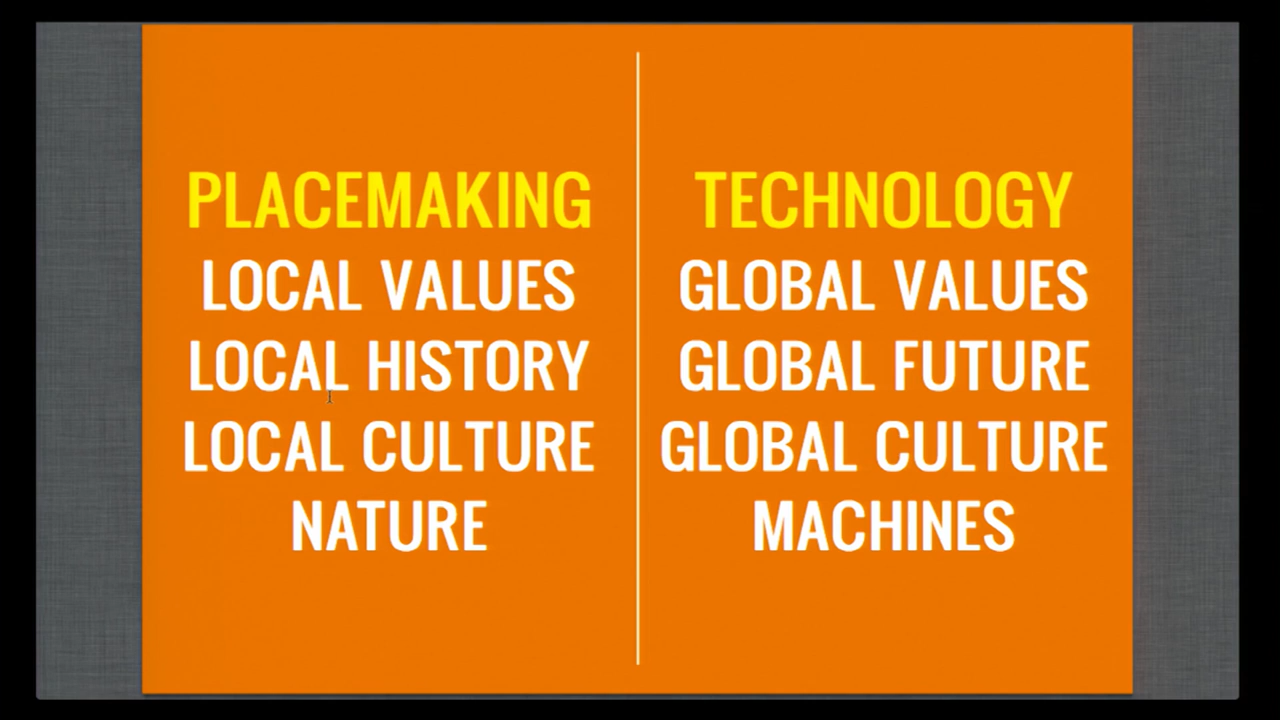 PLACEMAKING
LOCAL VALUES
LOCAL HISTORY
LOCAL CULTURE
NATURE
TECHNOLOGY
GLOBAL VALUES
GLOBAL FUTURE
GLOBAL CULTURE
MACHINES